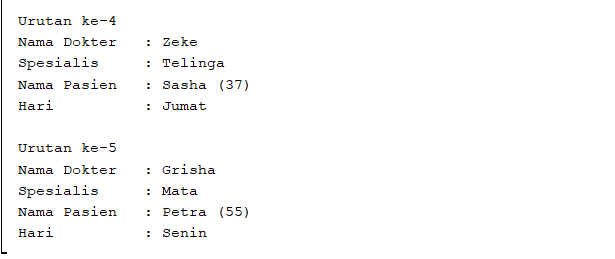 Urutan ke-4
Nama Dokter : Zeke
Spesialis : Telinga
Nama Pasien : Sasha (37)
Hari : Jumat
Urutan ke-5
Nama Dokter : Grisha
Spesialis : Mata
Nama Pasien : Petra (55)
Hari : Senin